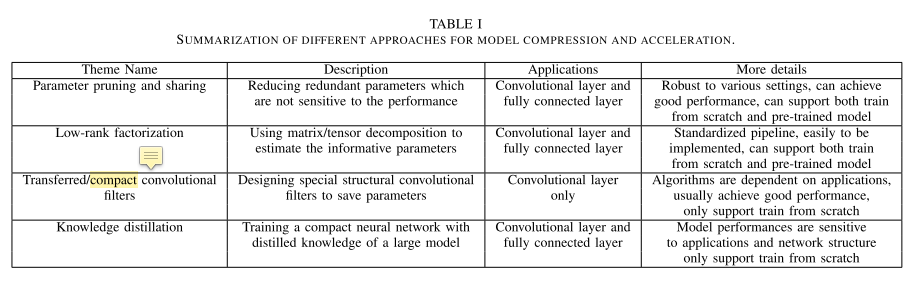 TABLE I
SUMMARIZATION OF DIFFERENT APPROACHES FOR MODEL COMPRESSION AND ACCELERATION.
Theme Name Description Applications More details
Parameter pruning and sharing Reducing redundant parameters which Convolutional layer and Robust to various settings, can achieve
are not sensitive to the performance fully connected layer good performance, can support both train
from scratch and pre-trained model
Low-rank factorization Using matrix/tensor decomposition to Convolutional layer and Standardized pipeline, easily to be
estimate the informative parameters fully connected layer implemented, can support both train
from scratch and pre-trained model
Transferred/compact convolutional Designing special structural convolutional Convolutional layer Algorithms are dependent on applications,
filters filters to save parameters only usually achieve good performance,
only support train from scratch
Knowledge distillation Training a compact neural network with Convolutional layer and Model performances are sensitive
distilled knowledge of a large model fully connected layer to applications and network structure
only support train from scratch